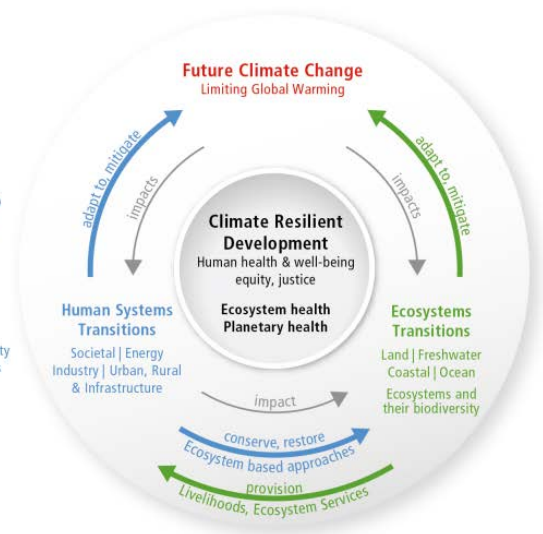 Future Climate Change
Limiting Global Warming
adapt to, mitigate
impacts
impacts
adapt to, mitigate
Climate Resilient
Development
Human health & well-being
equity, justice
Ecosystem health
Planetary health
Human Systems
Transitions
Societal | Energy
Industry | Urban, Rural
& Infrastructure
Ecosystems
Transitions
Land | Freshwater
Coastal | Ocean
Ecosystems and
their biodiversity
impact
conserve, restore
Ecosystem based approaches
provision
Livelihoods, Ecosystem Services